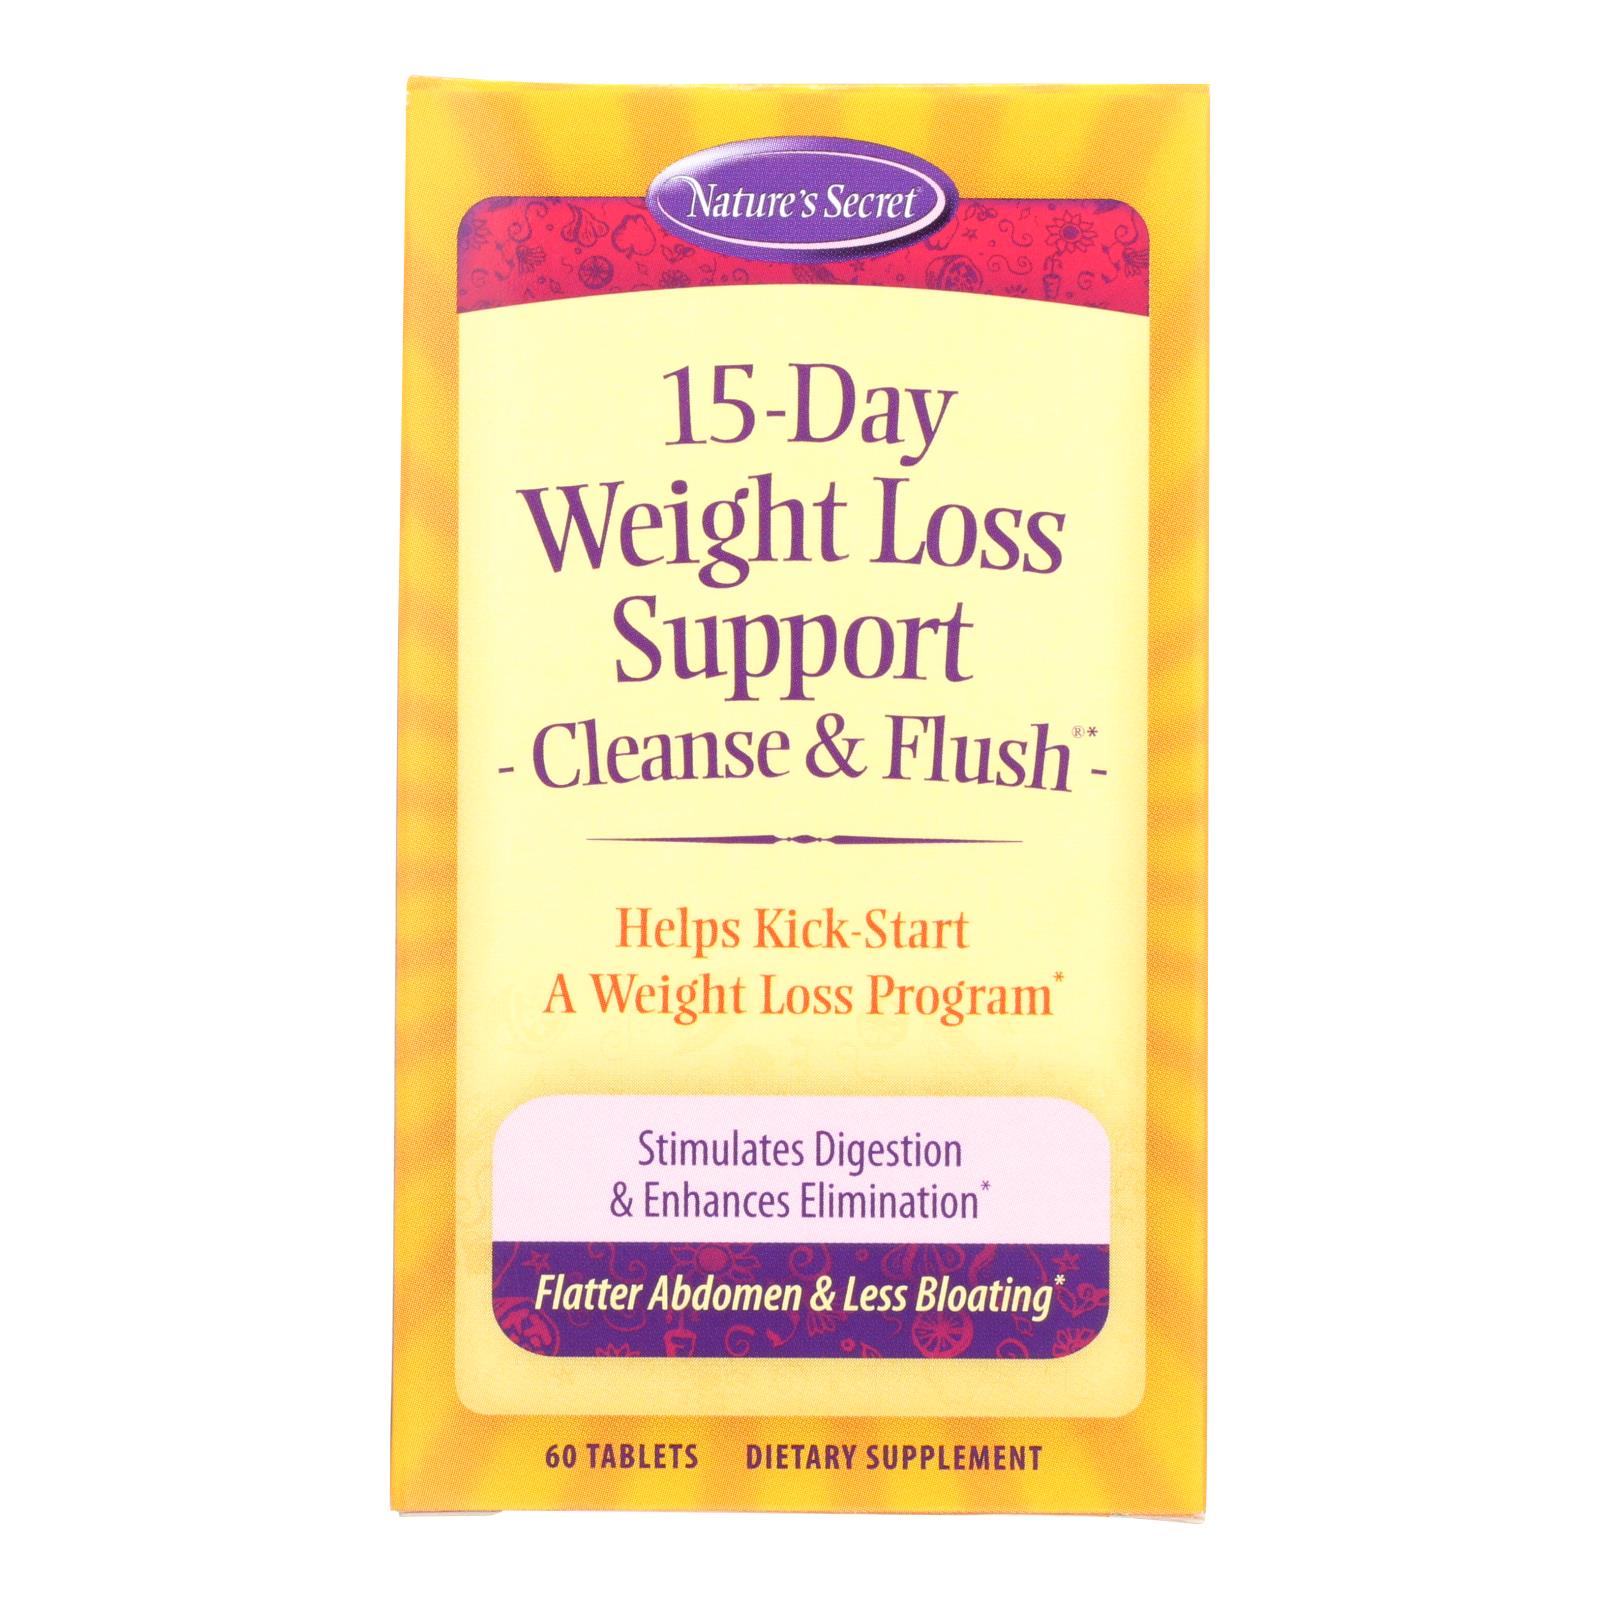 Nature's Secret®
15-Day
Weight Loss
Support
- Cleanse & Flush®* -
Helps Kick-Start
A Weight Loss Program*
Stimulates Digestion
& Enhances Elimination*
Flatter Abdomen & Less Bloating*
60 TABLETS DIETARY SUPPLEMENT